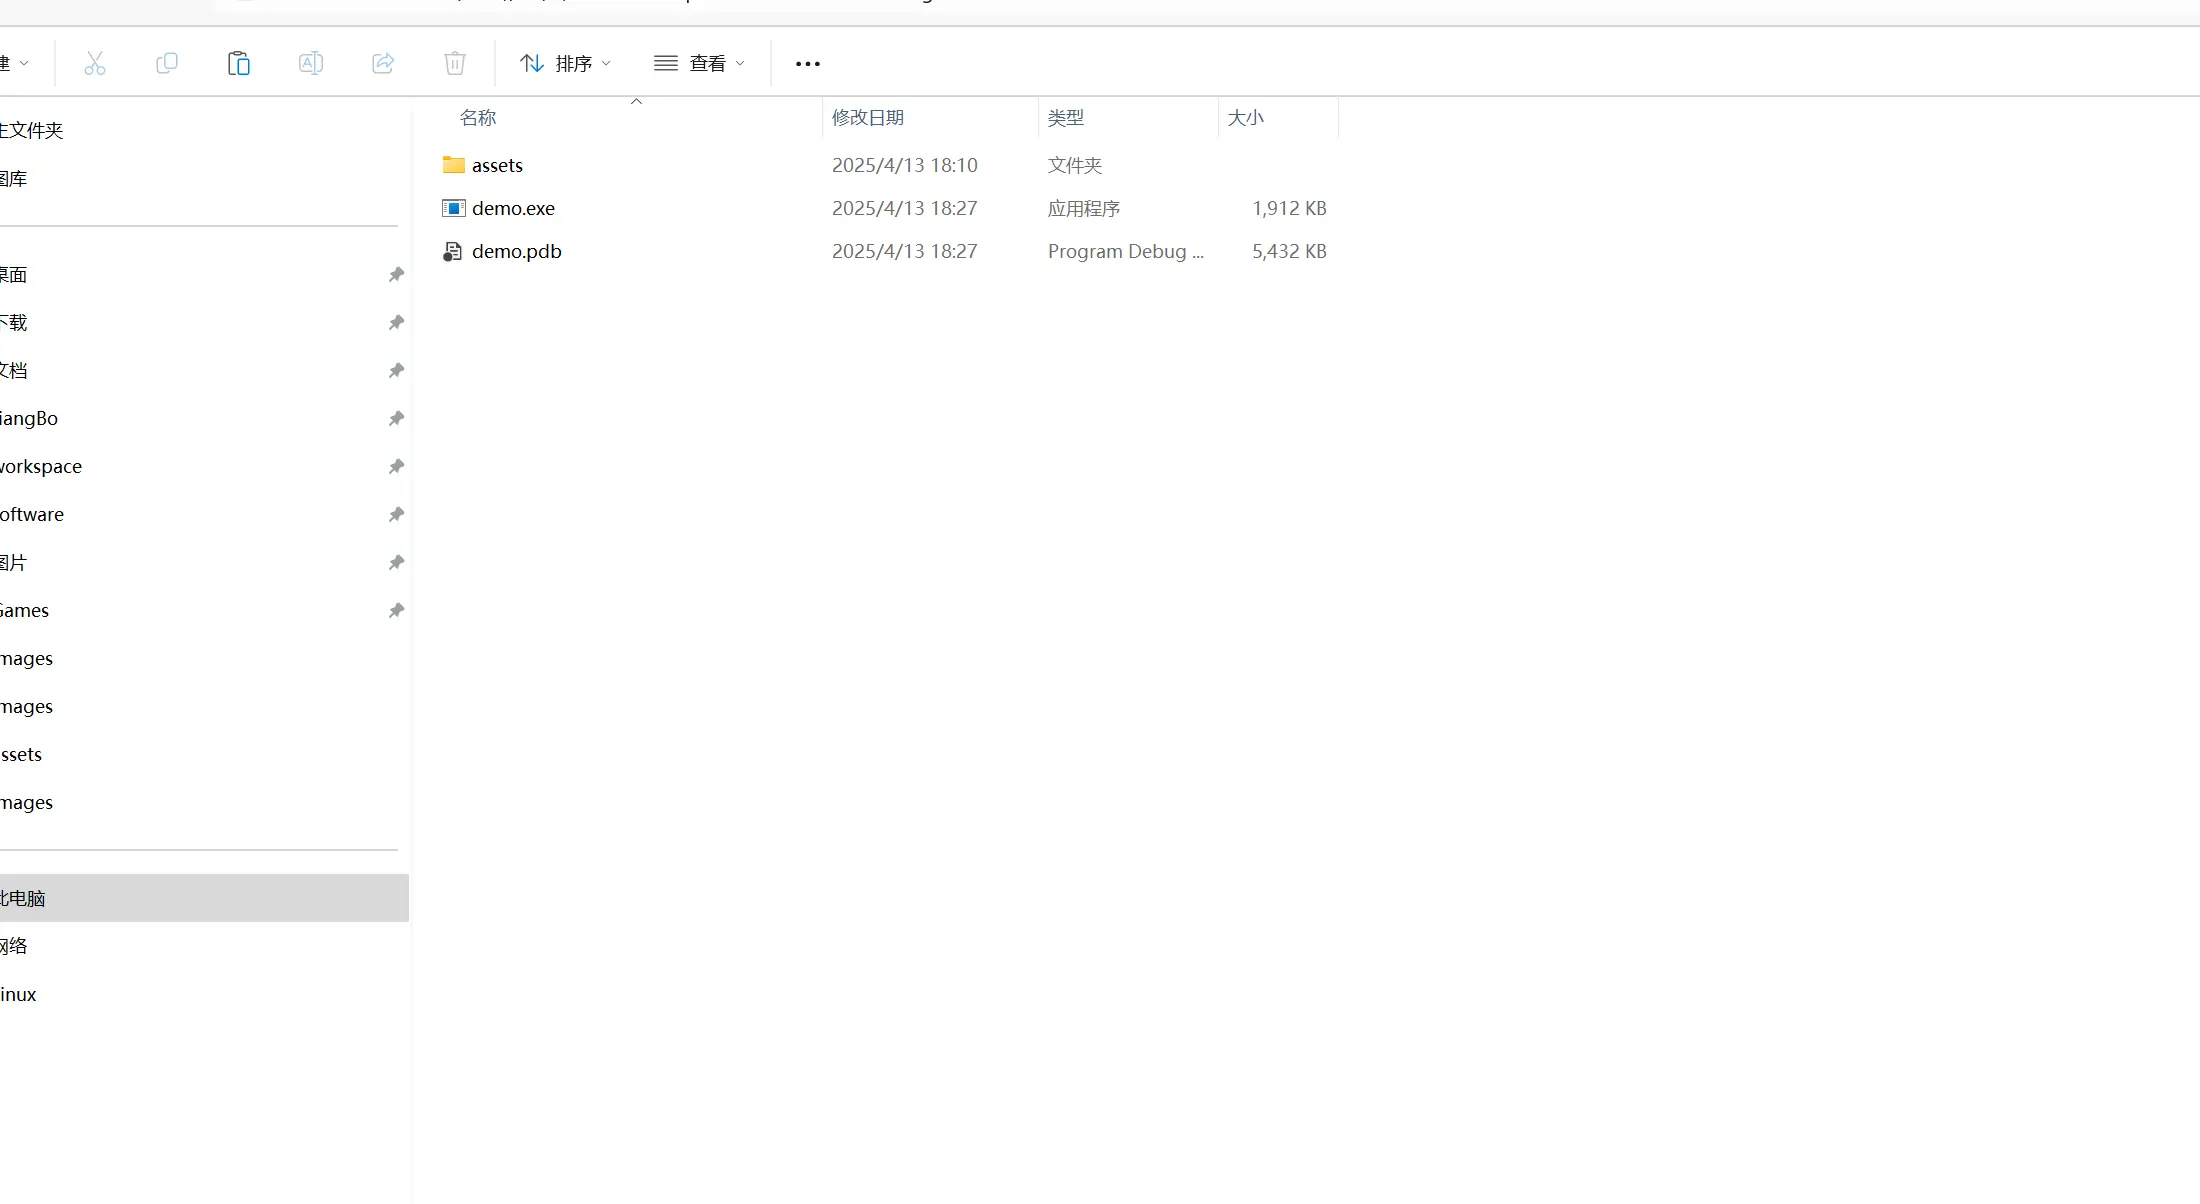 建
排序
查看
主文件夹
图库
桌面
下载
文档
iangBo
workspace
oftware
图片
Games
mages
mages
ssets
mages
此电脑
网络
inux
名称 修改日期 类型 大小
assets 2025/4/13 18:10 文件夹
demo.exe 2025/4/13 18:27 应用程序 1,912 KB
demo.pdb 2025/4/13 18:27 Program Debug ... 5,432 KB